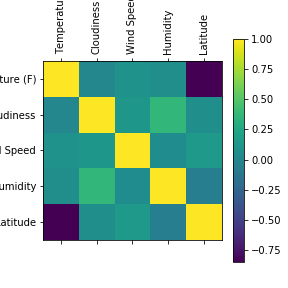 Temperatu
Cloudiness
Wind Speed
Humidity
Latitude
ture (F)
udiness
d Speed
umidity
atitude
1.00
0.75
0.50
0.25
0.00
−0.25
−0.50
−0.75